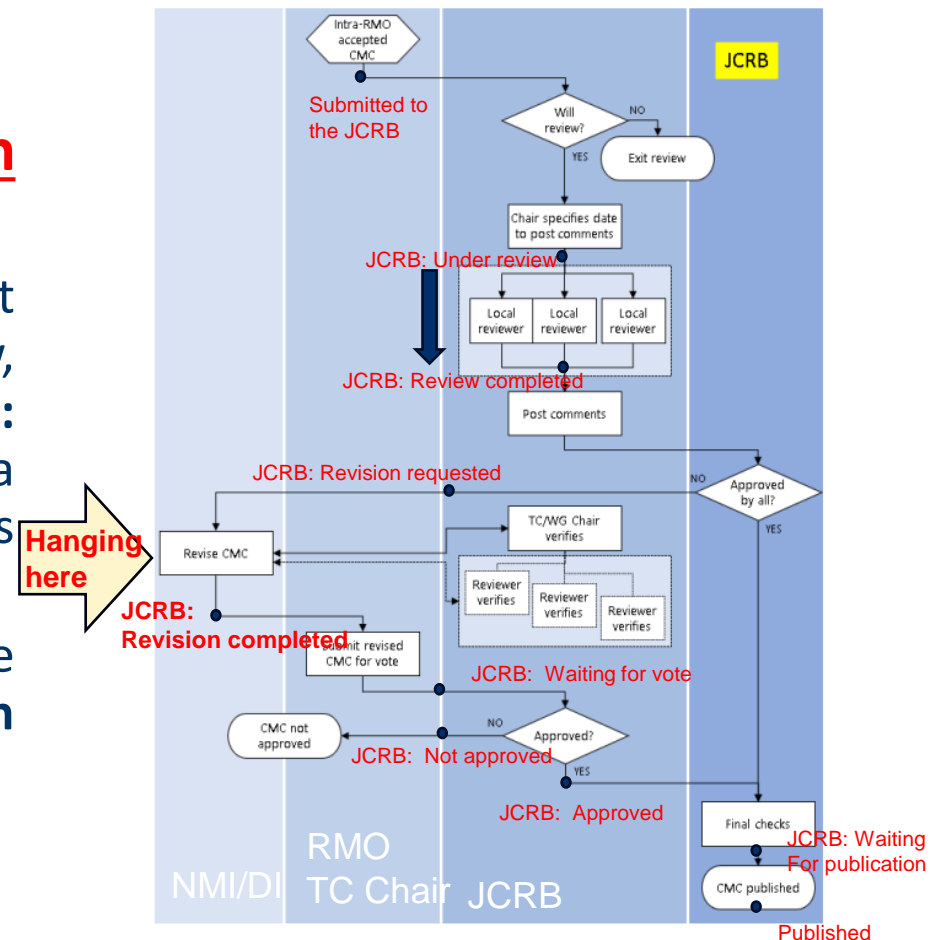 Intra-RMO
accepted
CMC
JCRB
Submitted to
the JCRB
Will
review?
NO
YES
Exit review
n
Chair specifies date
to post comments
JCRB: Under review
t
Local
reviewer
Local
reviewer
Local
reviewer
y,
JCRB: Review completed
:
Post comments
a
JCRB: Revision requested
NO
Approved
by all?
YES
s
Hanging
here
Revise CMC
TC/WG Chair
verifies
Reviewer
verifies
Reviewer
verifies
Reviewer
verifies
JCRB:
Revision completed
Submit revised
CMC for vote
e
JCRB: Waiting for vote
n
CMC not
approved
NO
Approved?
JCRB: Not approved
YES
JCRB: Approved
Final checks
JCRB: Waiting
For publication
CMC published
Published
NMI/DI
RMO
TC Chair
JCRB